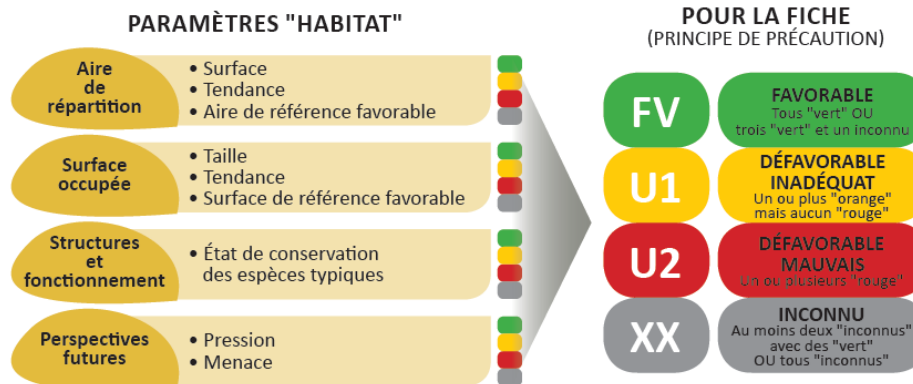 PARAMÈTRES "HABITAT"
Aire
de
répartition
• Surface
• Tendance
• Aire de référence favorable
Surface
occupée
• Taille
• Tendance
• Surface de référence favorable
Structures
et
fonctionnement
• État de conservation
des espèces typiques
Perspectives
futures
• Pression
• Menace
POUR LA FICHE
(PRINCIPE DE PRÉCAUTION)
FV
FAVORABLE
Tous "vert" OU
trois "vert" et un inconnu
U1
DÉFAVORABLE
INADÉQUAT
Un ou plus "orange"
mais aucun "rouge"
U2
DÉFAVORABLE
MAUVAIS
Un ou plusieurs "rouge"
XX
INCONNU
Au moins deux "inconnus"
avec des "vert"
OU tous "inconnus"